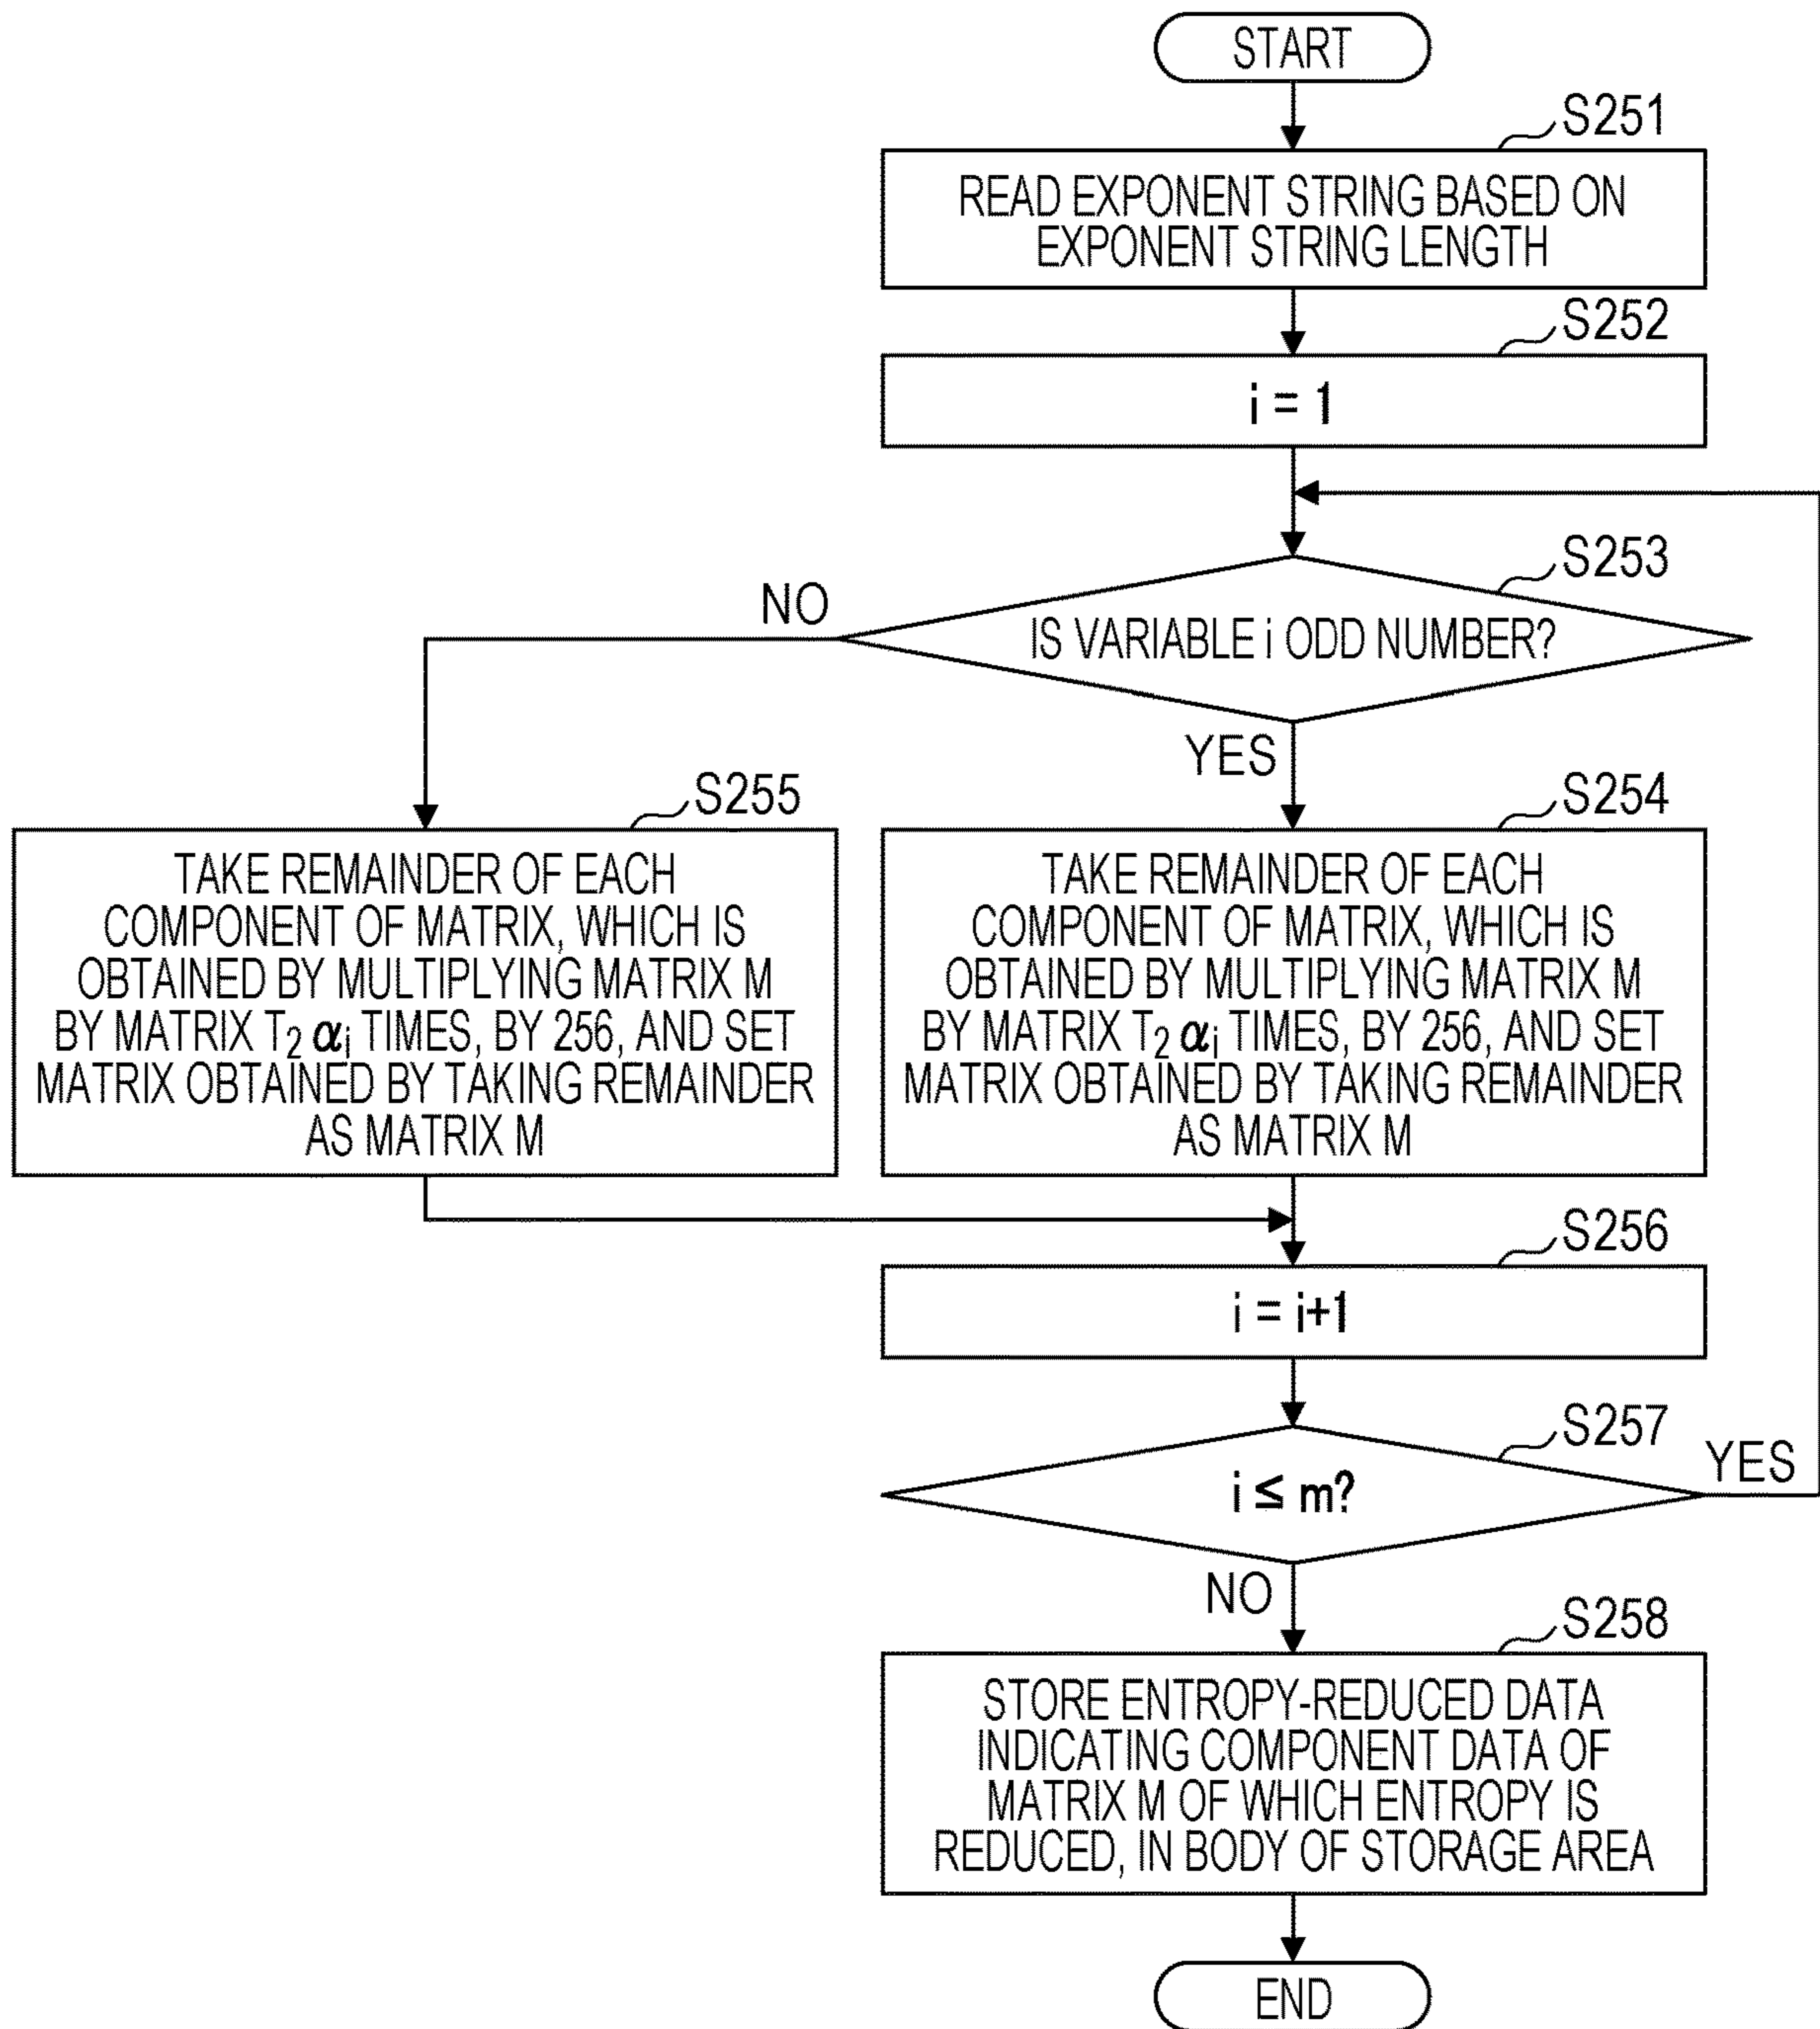 START
S251
READ EXPONENT STRING BASED ON
EXPONENT STRING LENGTH
S252
i = 1
S253
IS VARIABLE i ODD NUMBER?
NO
YES
S255
TAKE REMAINDER OF EACH
COMPONENT OF MATRIX, WHICH IS
OBTAINED BY MULTIPLYING MATRIX M
BY MATRIX T₂ αᵢ TIMES, BY 256, AND SET
MATRIX OBTAINED BY TAKING REMAINDER
AS MATRIX M
S254
TAKE REMAINDER OF EACH
COMPONENT OF MATRIX, WHICH IS
OBTAINED BY MULTIPLYING MATRIX M
BY MATRIX T₂ αᵢ TIMES, BY 256, AND SET
MATRIX OBTAINED BY TAKING REMAINDER
AS MATRIX M
S256
i = i+1
S257
i ≤ m?
YES
NO
S258
STORE ENTROPY-REDUCED DATA
INDICATING COMPONENT DATA OF
MATRIX M OF WHICH ENTROPY IS
REDUCED, IN BODY OF STORAGE AREA
END